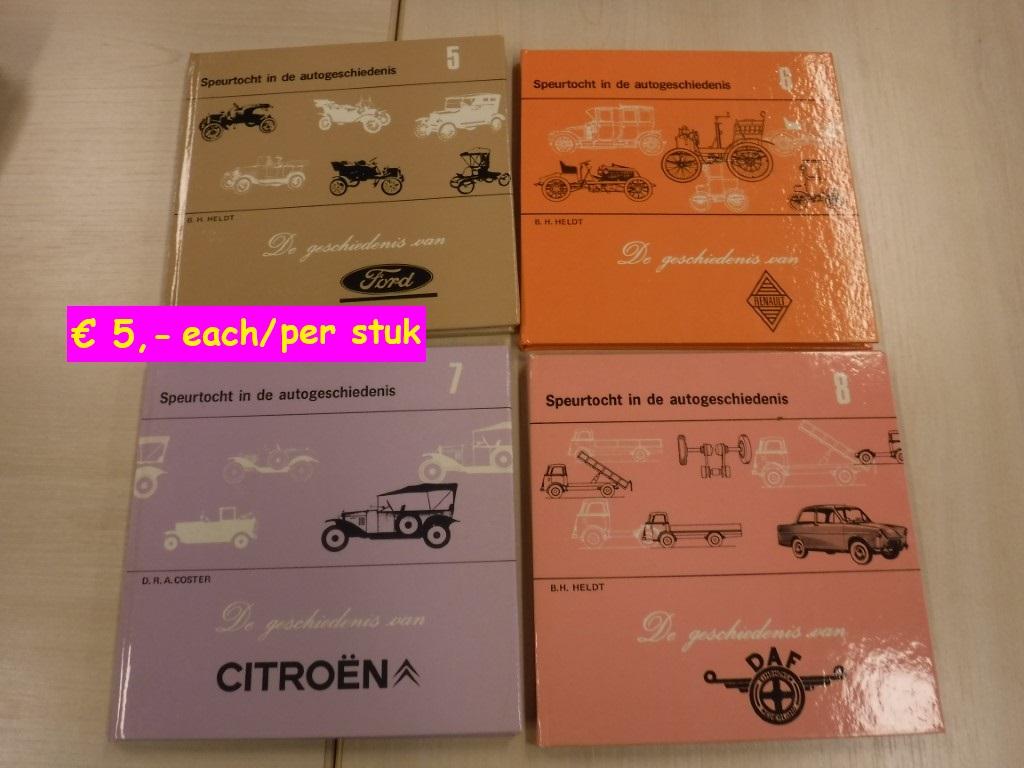 5
Speurtocht in de autogeschiedenis
B. H. HELDT
De geschiedenis van
Ford
6
Speurtocht in de autogeschiedenis
B. H. HELDT
De geschiedenis van
RENAULT
€ 5,- each/per stuk
7
Speurtocht in de autogeschiedenis
D. R. A. COSTER
De geschiedenis van
CITROËN
8
Speurtocht in de autogeschiedenis
B.H. HELDT
De geschiedenis van
DAF